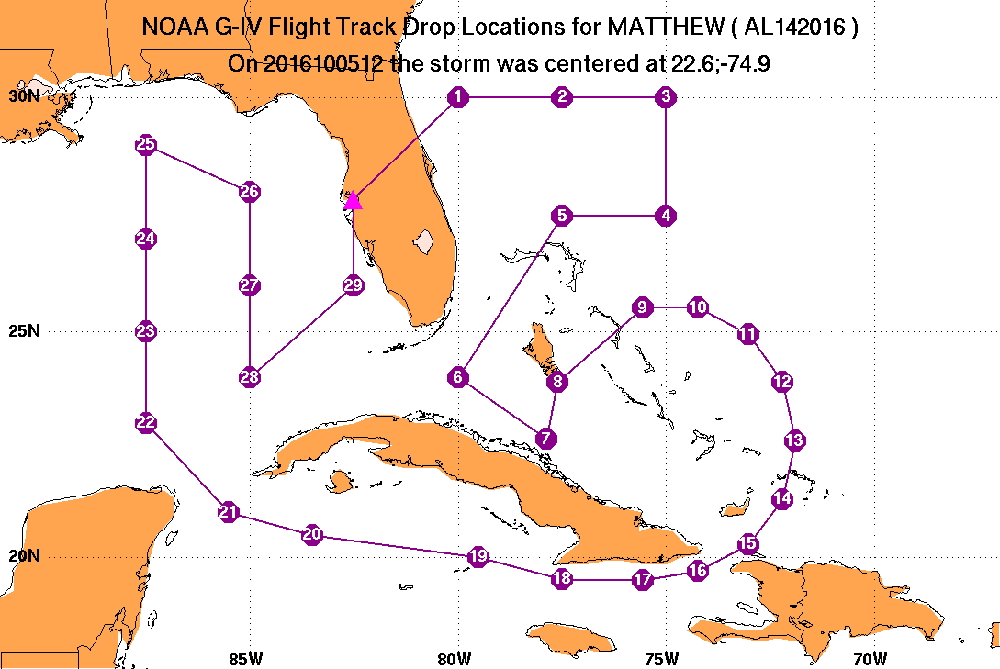 NOAA G-IV Flight Track Drop Locations for MATTHEW ( AL142016 )
On 2016100512 the storm was centered at 22.6;-74.9
30N
1 2 3
25
26
5 4
24
27 29
9 10
25N
23
11
28 6 8 12
22
7 13
14
21
20
15
20N
19
16
18 17
85W 80W 75W 70W